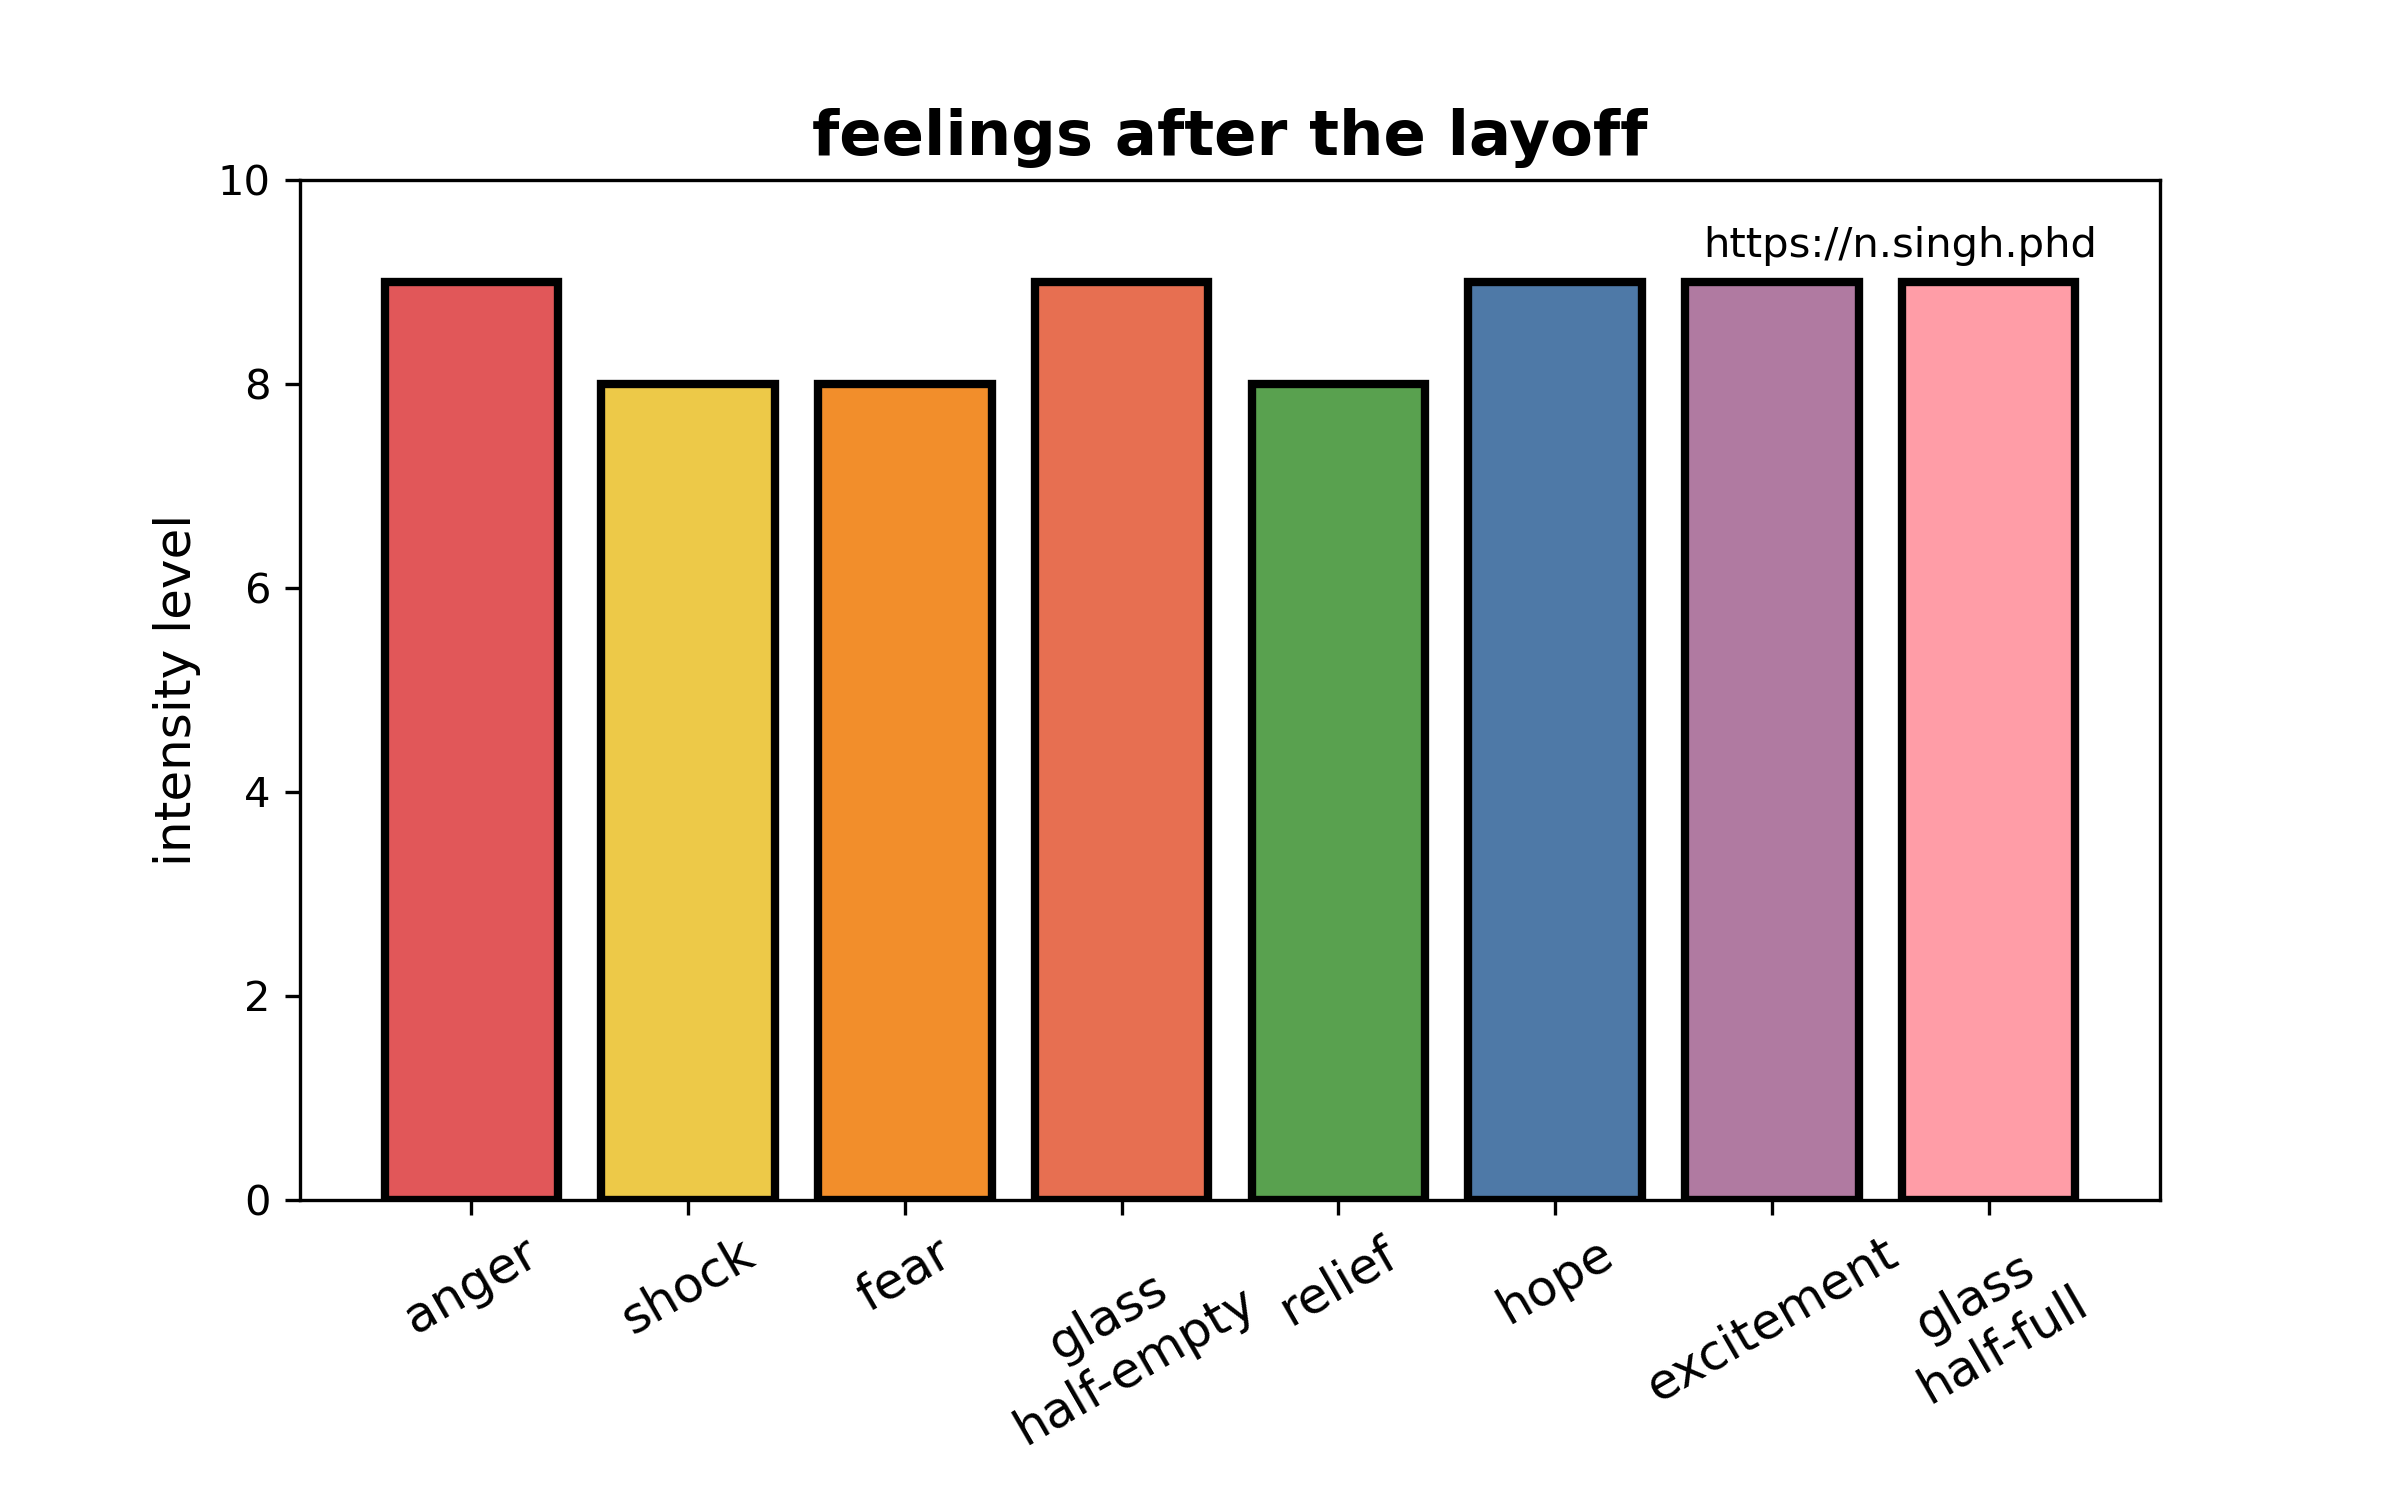 feelings after the layoff
https://n.singh.phd
intensity level
10
8
6
4
2
0
anger
shock
fear
glass
half-empty
relief
hope
excitement
glass
half-full